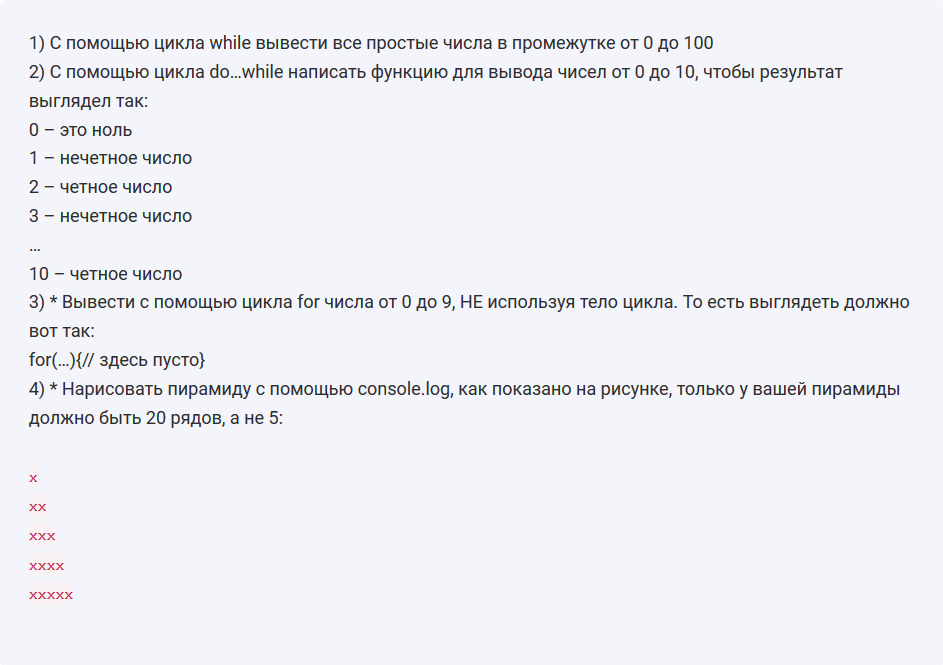 1) С помощью цикла while вывести все простые числа в промежутке от 0 до 100
2) С помощью цикла do…while написать функцию для вывода чисел от 0 до 10, чтобы результат
выглядел так:
0 – это ноль
1 – нечетное число
2 – четное число
3 – нечетное число
…
10 – четное число
3) * Вывести с помощью цикла for числа от 0 до 9, НЕ используя тело цикла. То есть выглядеть должно
вот так:
for(…){// здесь пусто}
4) * Нарисовать пирамиду с помощью console.log, как показано на рисунке, только у вашей пирамиды
должно быть 20 рядов, а не 5:
x
xx
xxx
xxxx
xxxxx